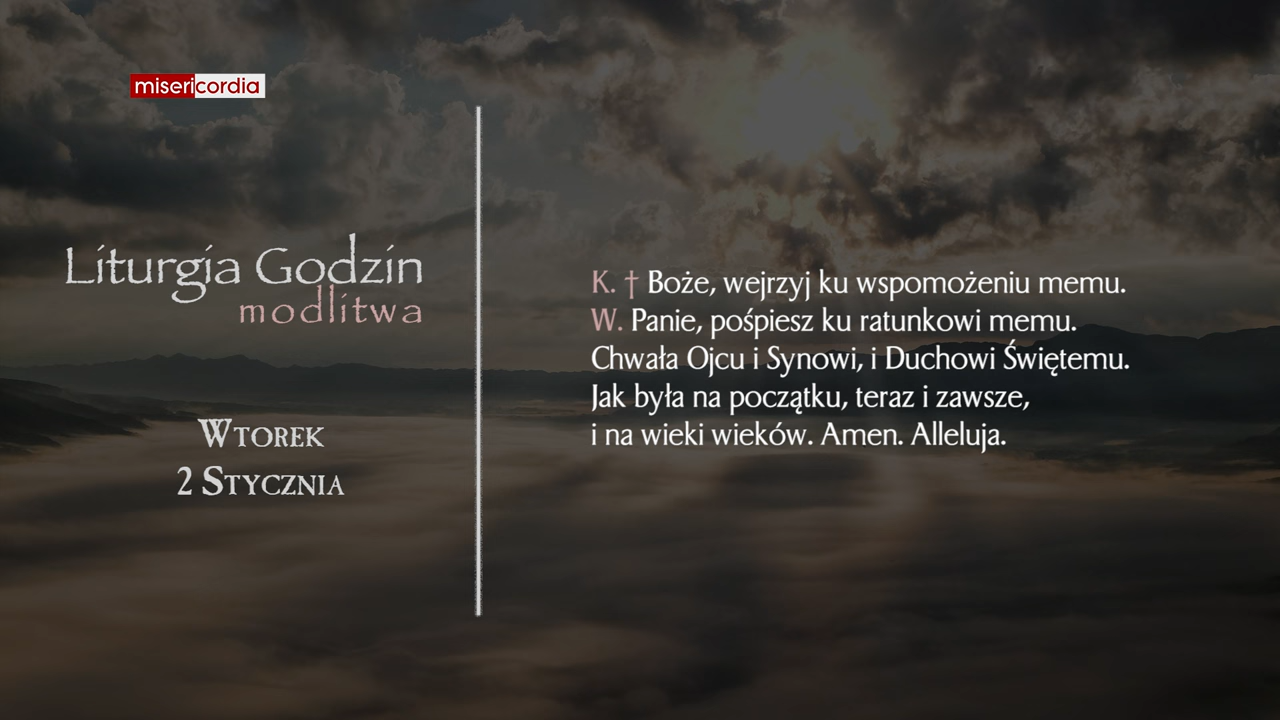 misericordia
Liturgia Godzin
modlitwa
Wtorek
2 Stycznia
K. † Boże, wejrzyj ku wspomożeniu memu.
W. Panie, pośpiesz ku ratunkowi memu.
Chwała Ojcu i Synowi, i Duchowi Świętemu.
Jak była na początku, teraz i zawsze,
i na wieki wieków. Amen. Alleluja.